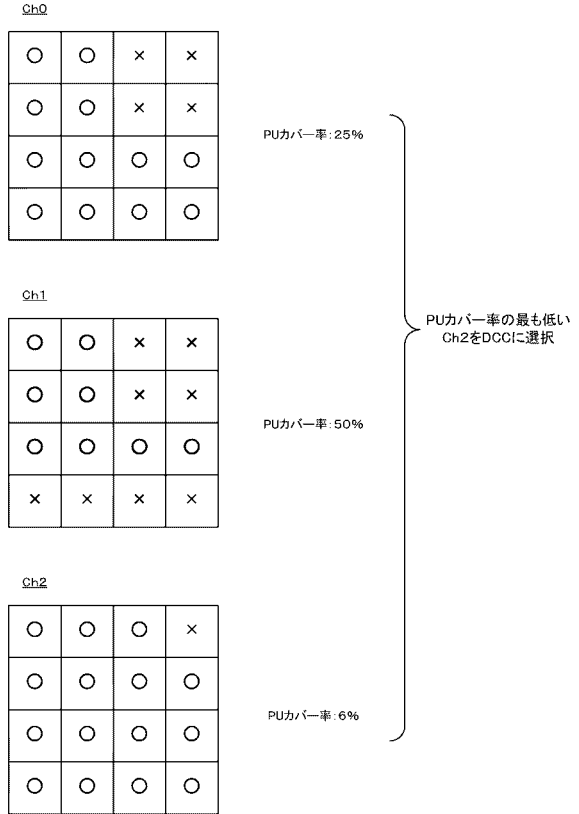 Ch0
○ ○ × ×
○ ○ × ×
○ ○ ○ ○
○ ○ ○ ○
PUカバー率:25%
Ch1
○ ○ × ×
○ ○ × ×
○ ○ ○ ○
× × × ×
PUカバー率:50%
PUカバー率の最も低い
Ch2をDCCに選択
Ch2
○ ○ ○ ×
○ ○ ○ ○
○ ○ ○ ○
○ ○ ○ ○
PUカバー率:6%